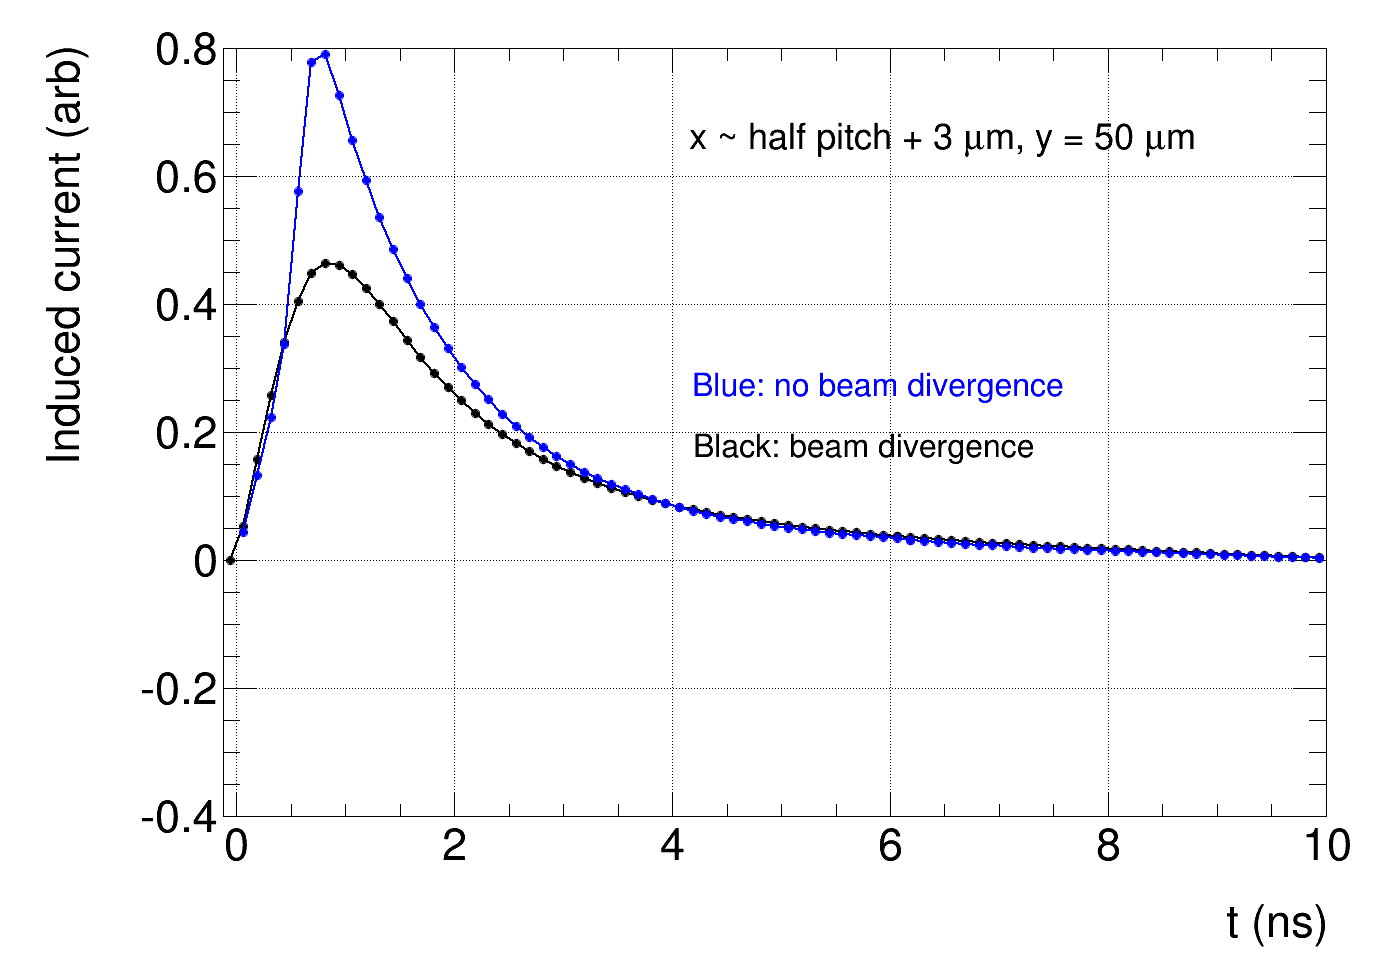 Induced current (arb)
0.8
0.6
0.4
0.2
0
-0.2
-0.4
x ~ half pitch + 3 μm, y = 50 μm
Blue: no beam divergence
Black: beam divergence
0 2 4 6 8 10
t (ns)